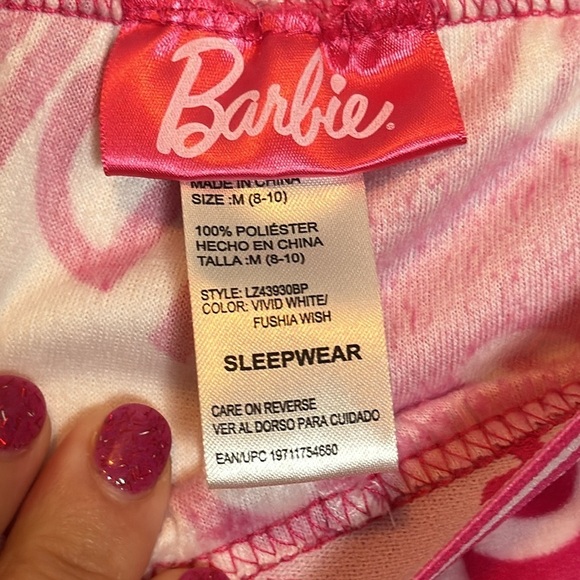 Barbie
MADE IN CHINA
SIZE :M (8-10)
100% POLIÉSTER
HECHO EN CHINA
TALLA :M (8-10)
STYLE: LZ43930BP
COLOR: VIVID WHITE/
FUSHIA WISH
SLEEPWEAR
CARE ON REVERSE
VER AL DORSO PARA CUIDADO
EAN/UPC 19711754660